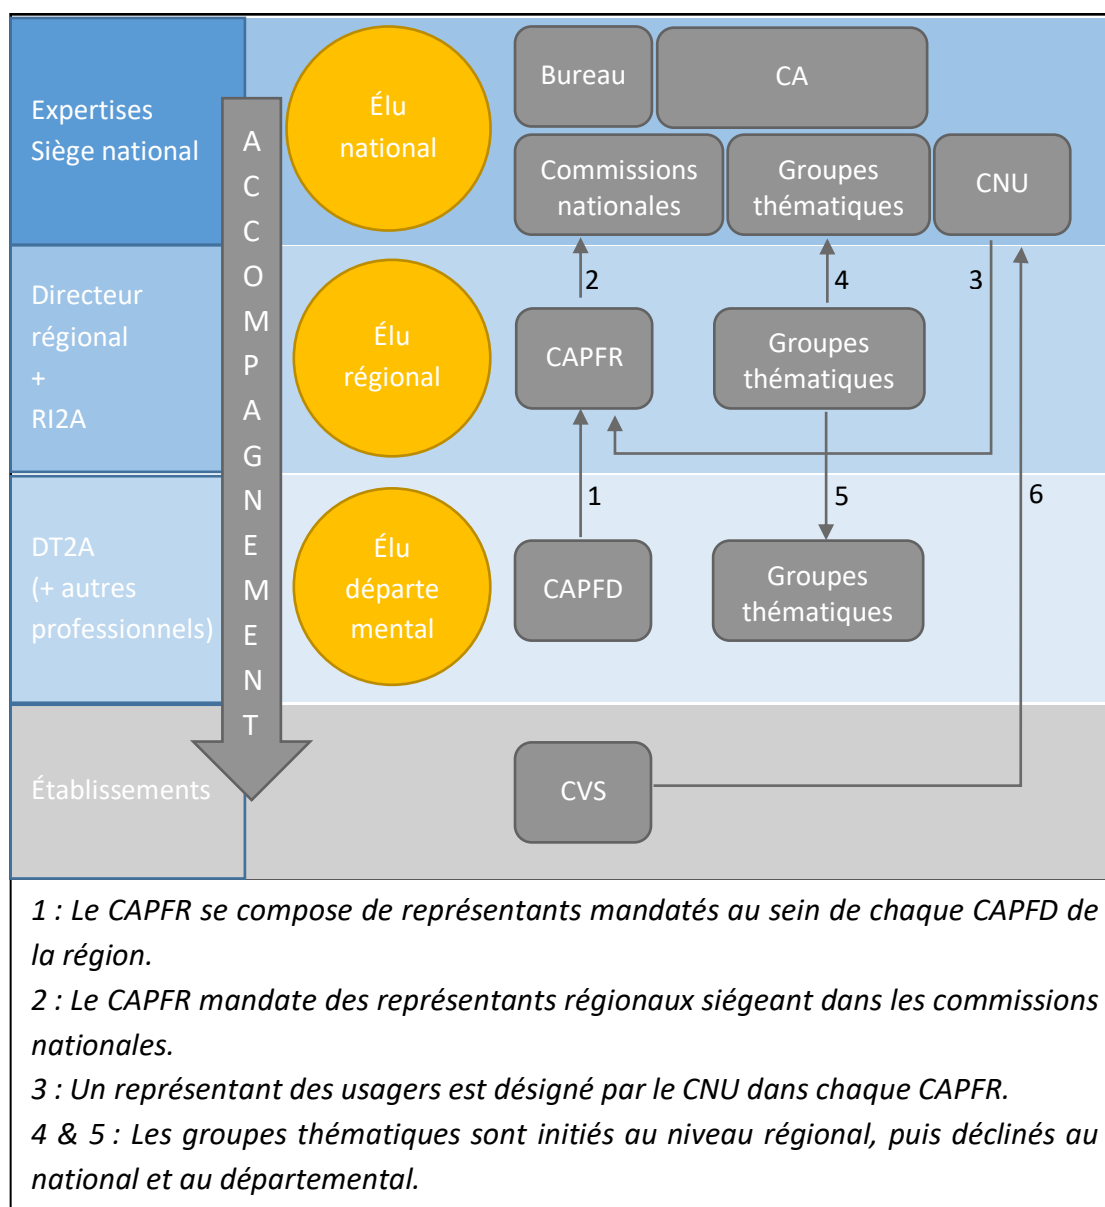 Expertises
Siège national
ACCOMPAGNEMENT
Élu
national
Bureau
CA
Commissions
nationales
Groupes
thématiques
CNU
Directeur
régional
+
RI2A
Élu
régional
2
4
3
CAPFR
Groupes
thématiques
DT2A
(+ autres
professionnels)
Élu
départe
mental
1
5
6
CAPFD
Groupes
thématiques
Établissements
CVS
1 : Le CAPFR se compose de représentants mandatés au sein de chaque CAPFD de
la région.
2 : Le CAPFR mandate des représentants régionaux siégeant dans les commissions
nationales.
3 : Un représentant des usagers est désigné par le CNU dans chaque CAPFR.
4 & 5 : Les groupes thématiques sont initiés au niveau régional, puis déclinés au
national et au départemental.